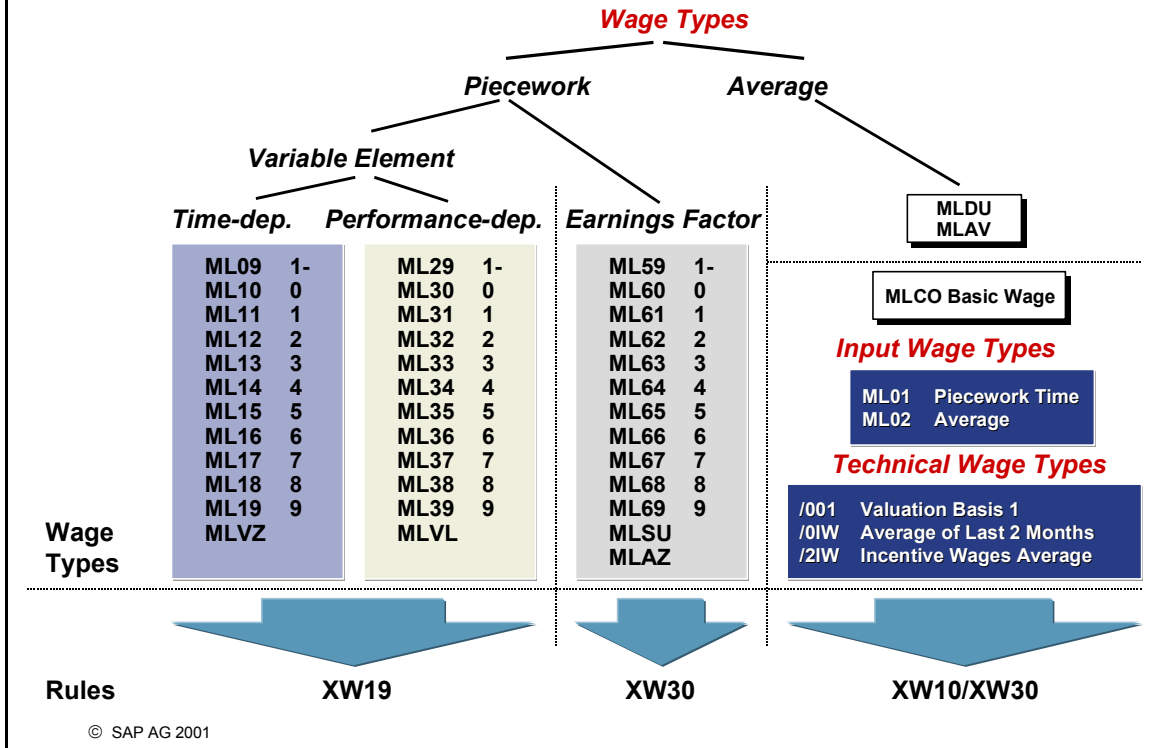 Wage Types
Piecework
Average
Variable Element
Time-dep.
Performance-dep.
Earnings Factor
ML09 1-
ML10 0
ML11 1
ML12 2
ML13 3
ML14 4
ML15 5
ML16 6
ML17 7
ML18 8
ML19 9
MLVZ
ML29 1-
ML30 0
ML31 1
ML32 2
ML33 3
ML34 4
ML35 5
ML36 6
ML37 7
ML38 8
ML39 9
MLVL
ML59 1-
ML60 0
ML61 1
ML62 2
ML63 3
ML64 4
ML65 5
ML66 6
ML67 7
ML68 8
ML69 9
MLSU
MLAZ
MLDU
MLAV
MLCO Basic Wage
Input Wage Types
ML01 Piecework Time
ML02 Average
Technical Wage Types
/001 Valuation Basis 1
/0IW Average of Last 2 Months
/2IW Incentive Wages Average
Wage
Types
Rules
XW19
XW30
XW10/XW30
© SAP AG 2001